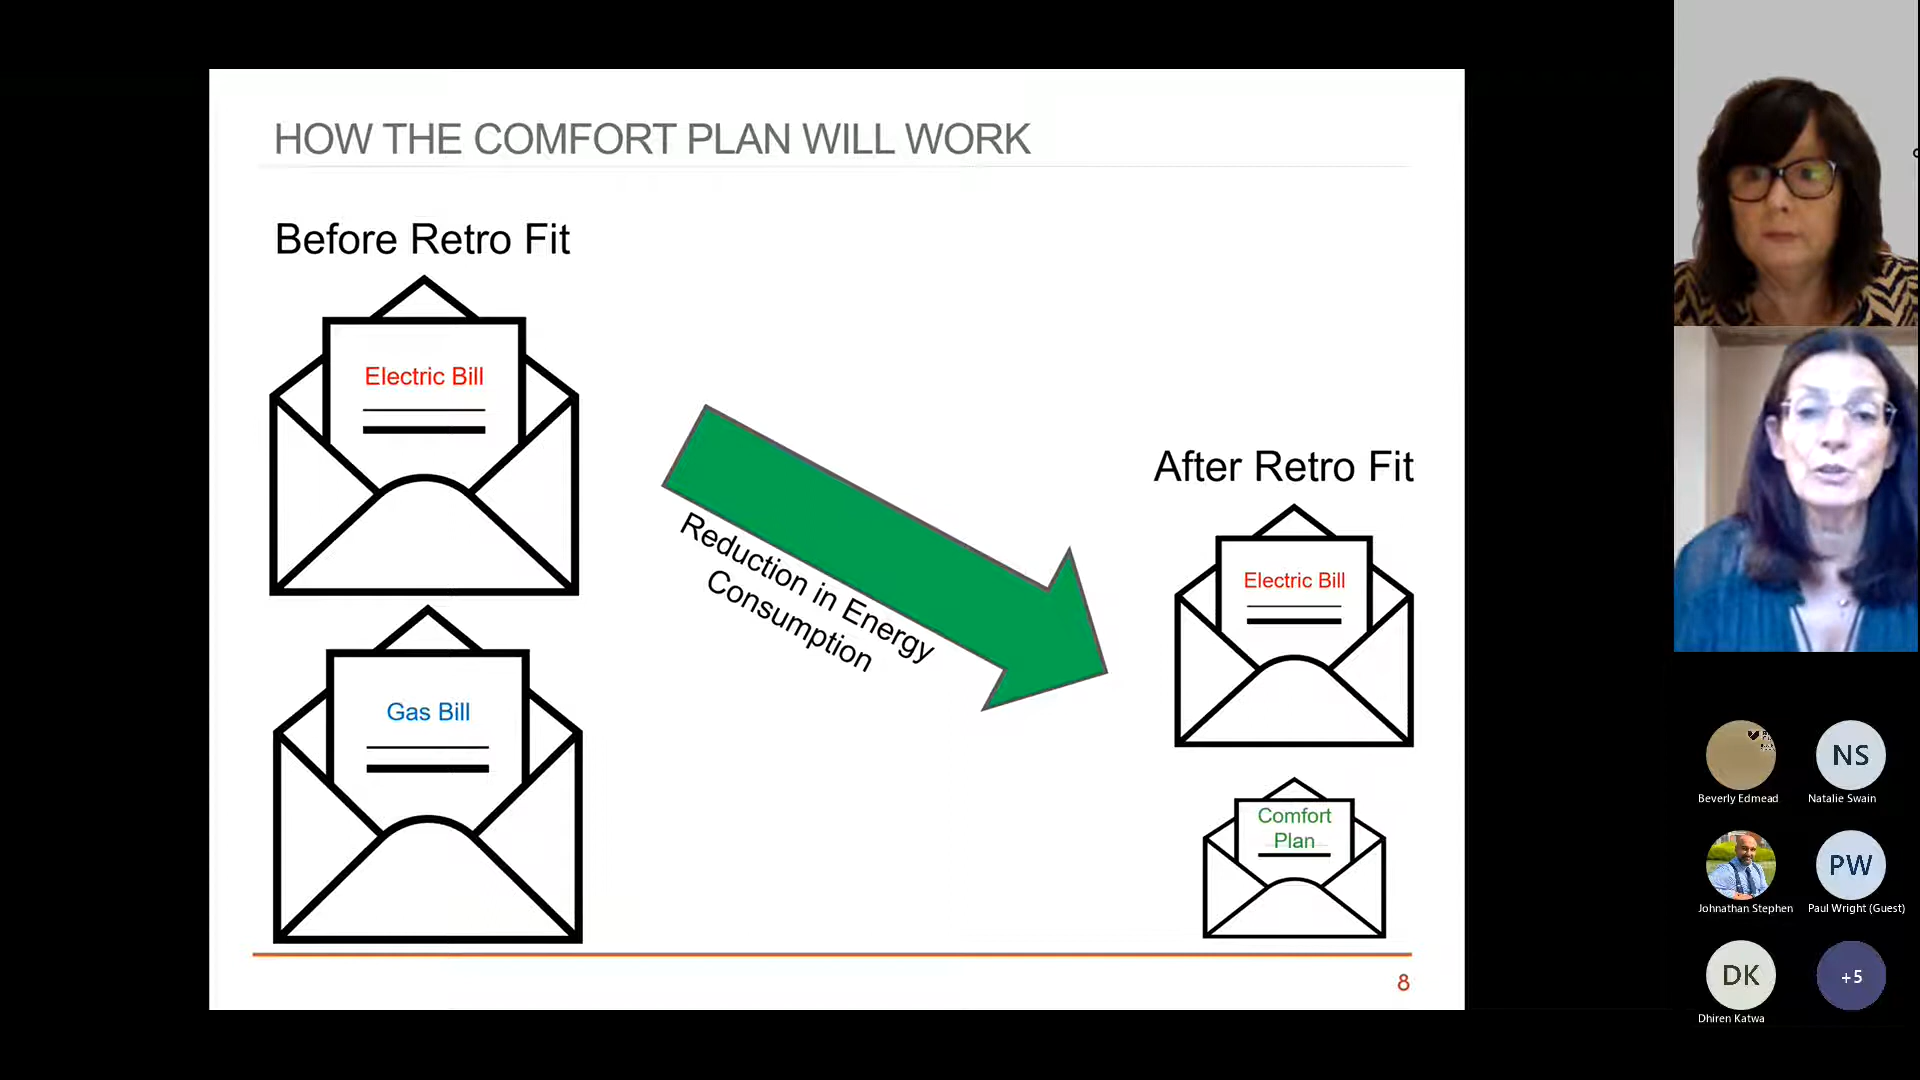 HOW THE COMFORT PLAN WILL WORK
Before Retro Fit
Electric Bill
Gas Bill
Reduction in Energy
Consumption
After Retro Fit
Electric Bill
Comfort
Plan
8
Beverly Edmead
NS
Natalie Swain
Johnathan Stephen
PW
Paul Wright (Guest)
DK
Dhiren Katwa
+5